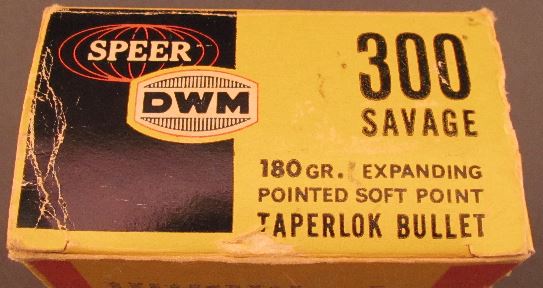 SPEER
DWM
300
SAVAGE
180 GR. EXPANDING
POINTED SOFT POINT
TAPERLOK BULLET